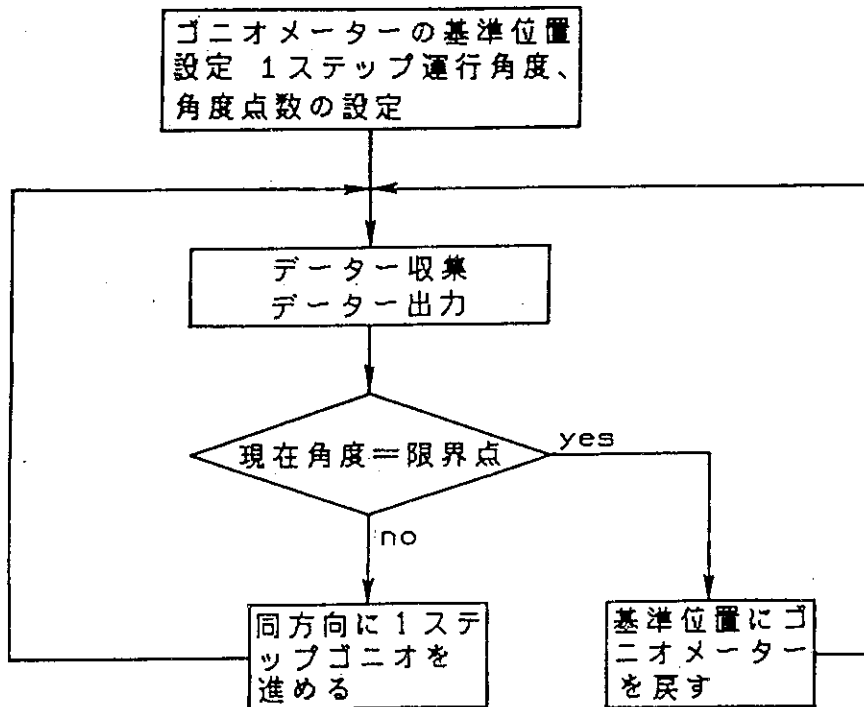 ゴニオメーターの基準位置
設定 1ステップ運行角度、
角度点数の設定
データー収集
データー出力
現在角度＝限界点
yes
no
同方向に1ステ
ップゴニオを
進める
基準位置にゴ
ニオメーター
を戻す